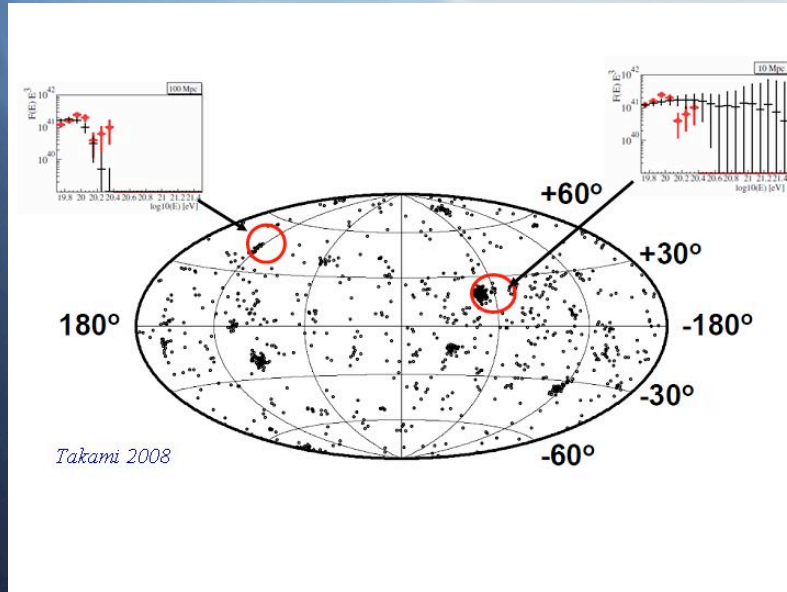 100 Mpc
F(E) E³
10⁴²
10⁴¹
10⁴⁰
19.8 20 20.2 20.4 20.6 20.8 21 21.2 21.4
log10(E) [eV]
10 Mpc
F(E) E³
10⁴²
10⁴¹
10⁴⁰
19.8 20 20.2 20.4 20.6 20.8 21 21.2 21.4
log10(E) [eV]
+60°
+30°
180°
-180°
-30°
-60°
Takami 2008